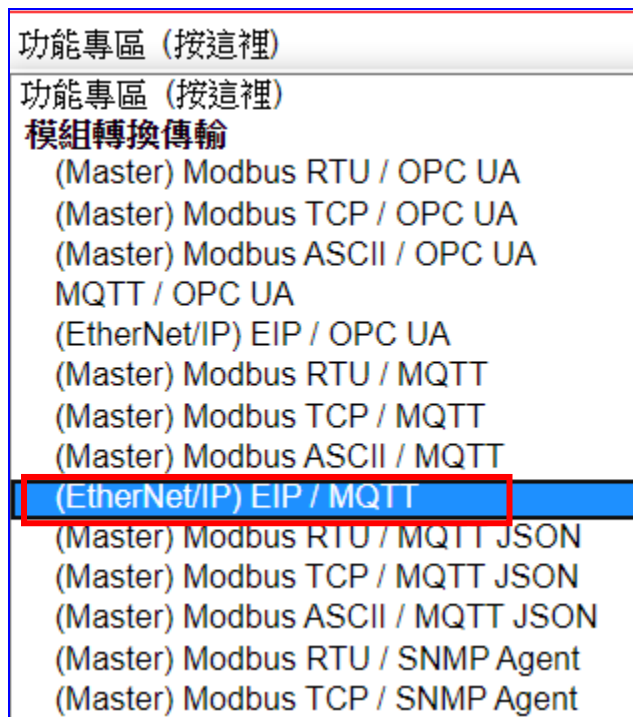 功能專區 (按這裡)
功能專區 (按這裡)
模組轉換傳輸
(Master) Modbus RTU / OPC UA
(Master) Modbus TCP / OPC UA
(Master) Modbus ASCII / OPC UA
MQTT / OPC UA
(EtherNet/IP) EIP / OPC UA
(Master) Modbus RTU / MQTT
(Master) Modbus TCP / MQTT
(Master) Modbus ASCII / MQTT
(EtherNet/IP) EIP / MQTT
(Master) Modbus RTU / MQTT JSON
(Master) Modbus TCP / MQTT JSON
(Master) Modbus ASCII / MQTT JSON
(Master) Modbus RTU / SNMP Agent
(Master) Modbus TCP / SNMP Agent